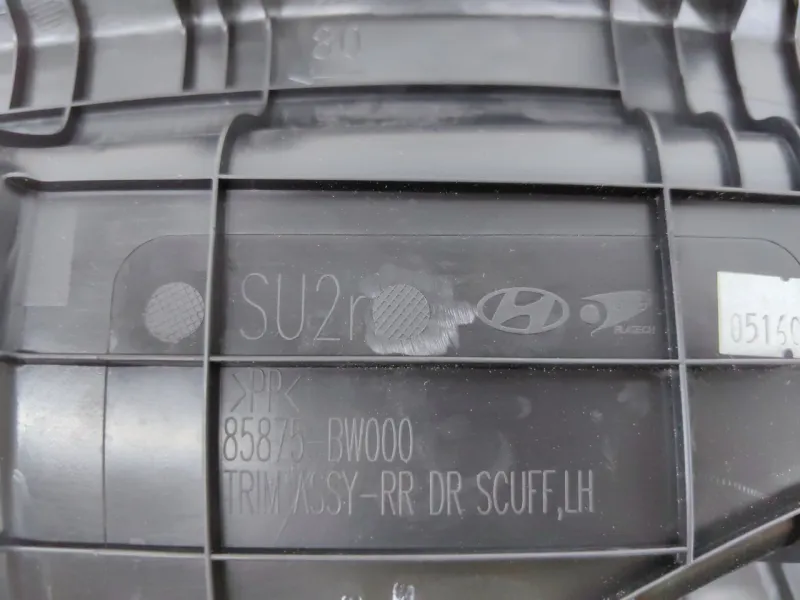 80
SU2r
05160
>PP<
85875-BW000
TRIM ASSY-RR DR SCUFF,LH